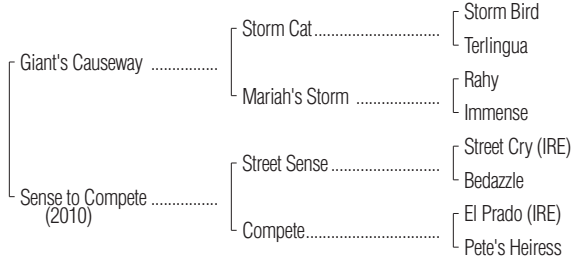 Storm Bird
Storm Cat
Terlingua
Giant's Causeway
Rahy
Mariah's Storm
Immense
Street Cry (IRE)
Street Sense
Bedazzle
Sense to Compete
(2010)
El Prado (IRE)
Compete
Pete's Heiress